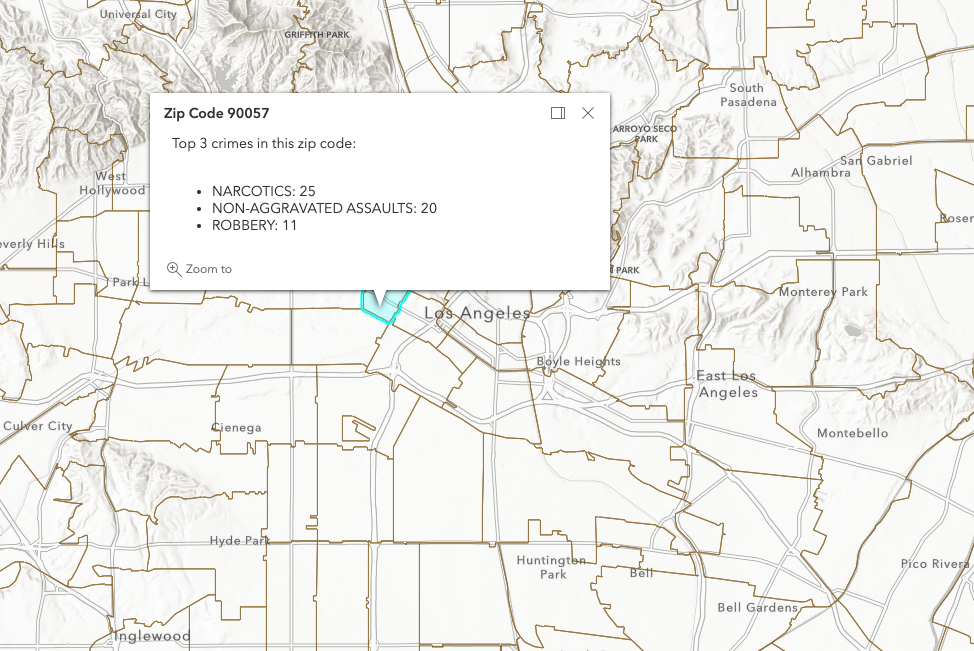 Universal City
GRIFFITH PARK
South
Pasadena
Zip Code 90057
Top 3 crimes in this zip code:
• NARCOTICS: 25
• NON-AGGRAVATED ASSAULTS: 20
• ROBBERY: 11
Zoom to
ARROYO SECO
PARK
San Gabriel
Alhambra
West
Hollywood
Roser
everly Hills
Park L
PARK
Monterey Park
Los Angeles
Boyle Heights
East Los
Angeles
Culver City
Cienega
Montebello
Hyde Park
Huntington
Park
Bell
Pico Rivera
Bell Gardens
Inglewood